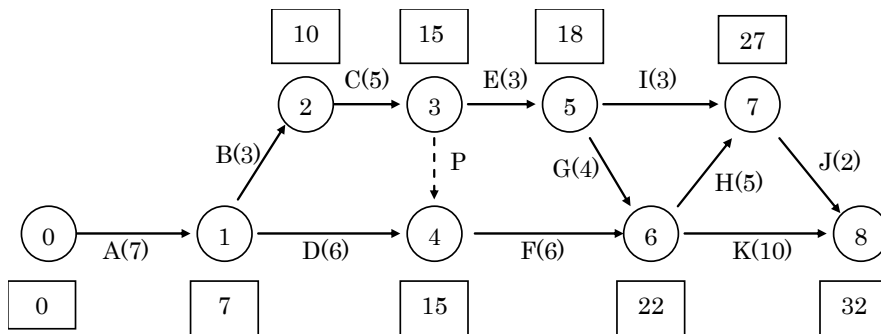 10 15 18 27
C(5) E(3) I(3)
2 3 5 7
B(3) P G(4) H(5) J(2)
0 1 4 6 8
A(7) D(6) F(6) K(10)
0 7 15 22 32